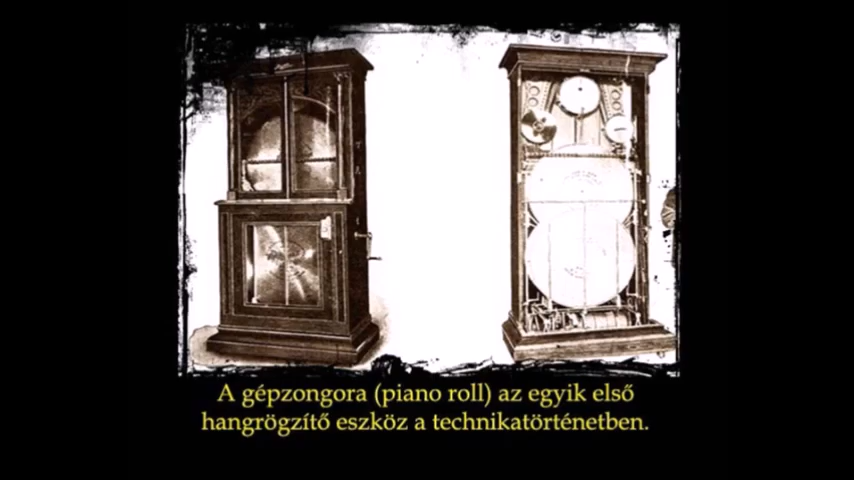 A gépzongora (piano roll) az egyik első
hangrögzítő eszköz a technikatörténetben.